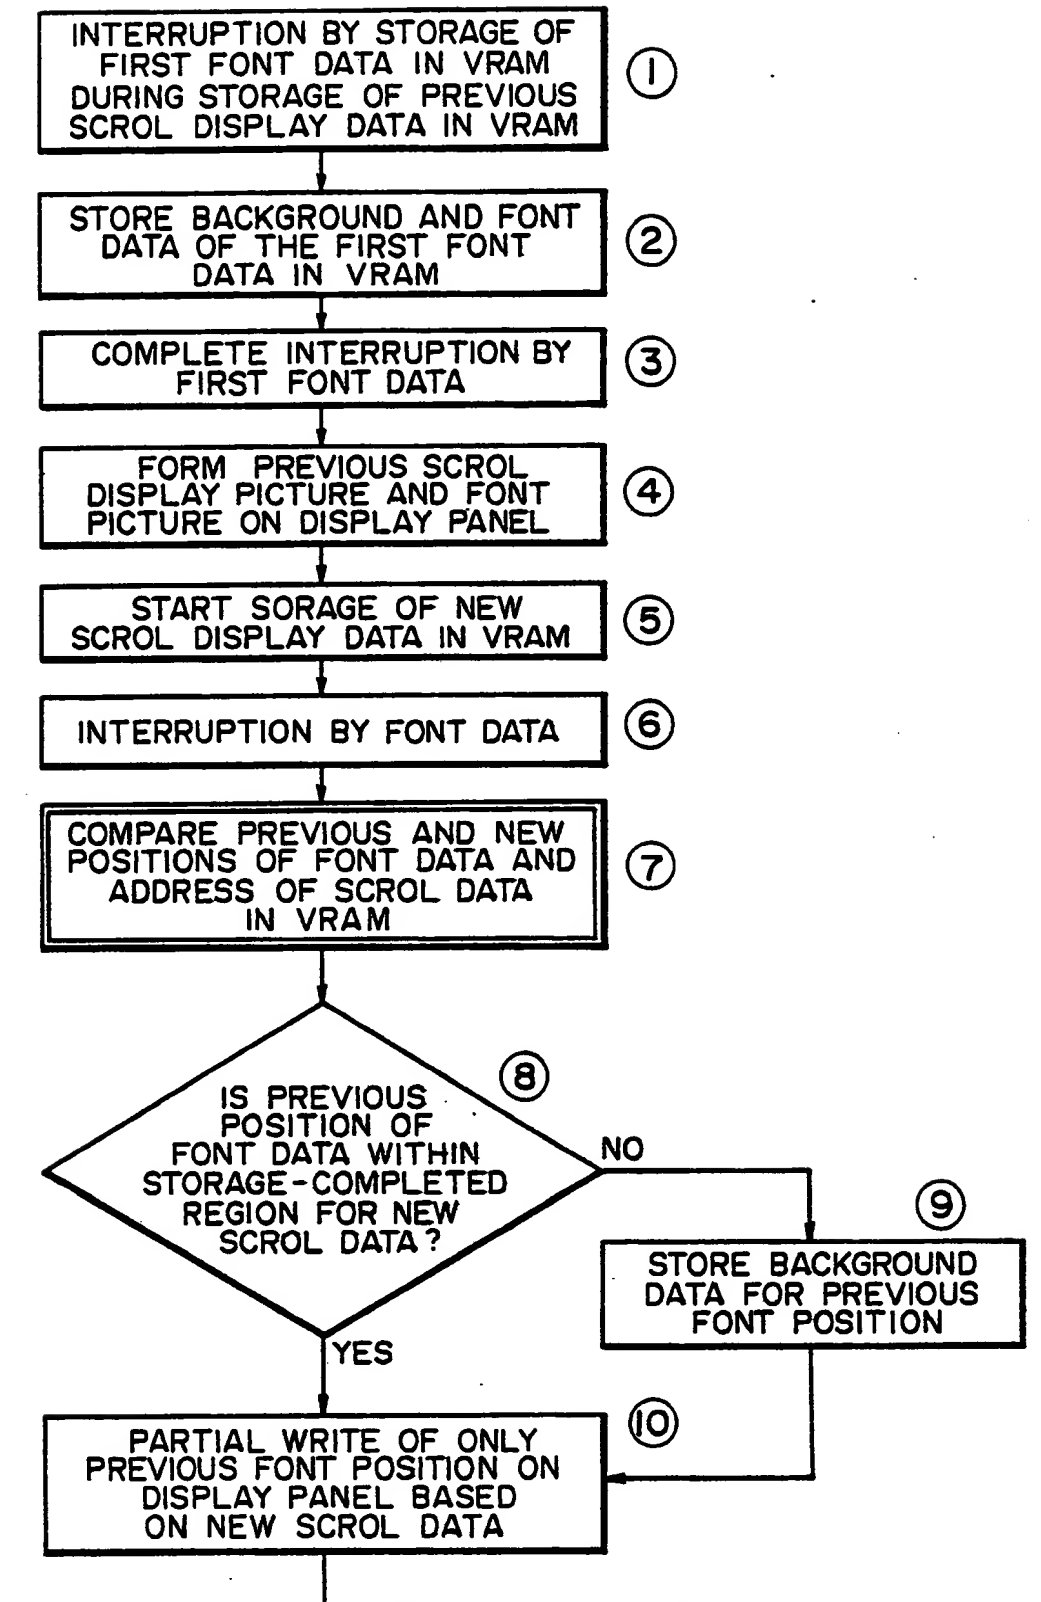 INTERRUPTION BY STORAGE OF
FIRST FONT DATA IN VRAM
DURING STORAGE OF PREVIOUS
SCROL DISPLAY DATA IN VRAM
1
STORE BACKGROUND AND FONT
DATA OF THE FIRST FONT
DATA IN VRAM
2
COMPLETE INTERRUPTION BY
FIRST FONT DATA
3
FORM PREVIOUS SCROL
DISPLAY PICTURE AND FONT
PICTURE ON DISPLAY PANEL
4
START SORAGE OF NEW
SCROL DISPLAY DATA IN VRAM
5
INTERRUPTION BY FONT DATA
6
COMPARE PREVIOUS AND NEW
POSITIONS OF FONT DATA AND
ADDRESS OF SCROL DATA
IN VRAM
7
8
IS PREVIOUS
POSITION OF
FONT DATA WITHIN
STORAGE-COMPLETED
REGION FOR NEW
SCROL DATA?
NO
9
STORE BACKGROUND
DATA FOR PREVIOUS
FONT POSITION
YES
10
PARTIAL WRITE OF ONLY
PREVIOUS FONT POSITION ON
DISPLAY PANEL BASED
ON NEW SCROL DATA